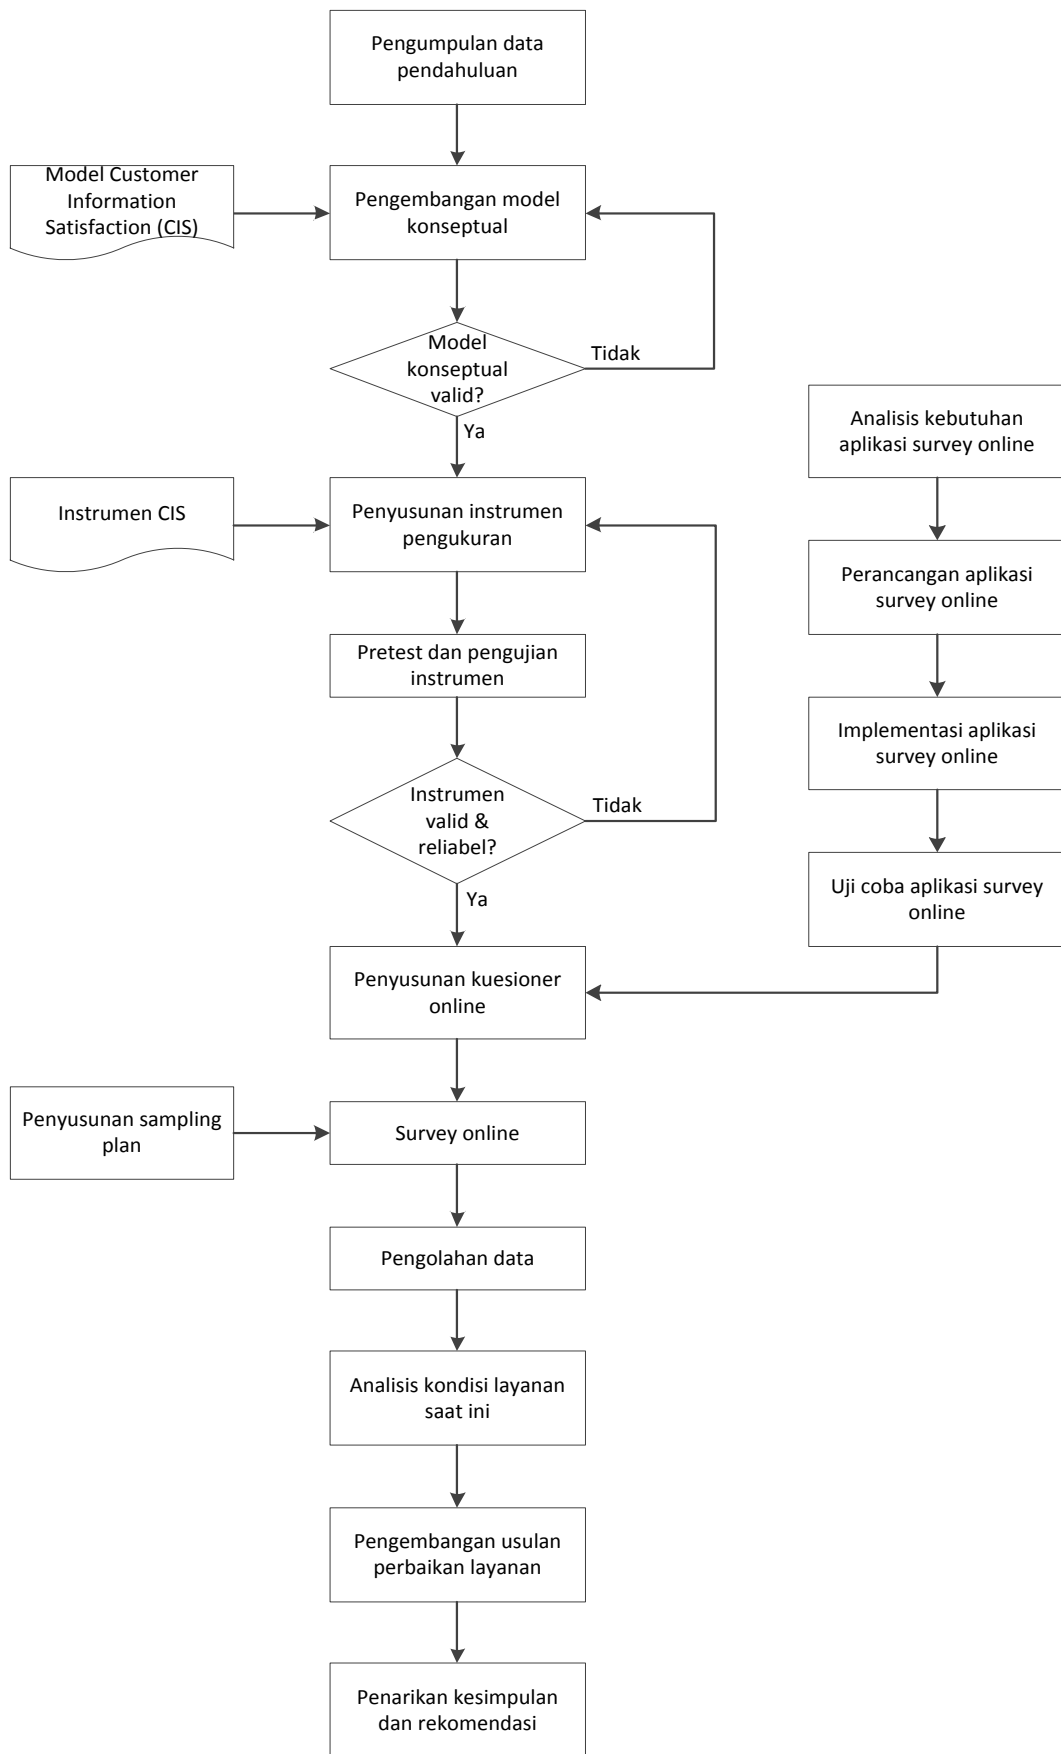 Pengumpulan data
pendahuluan
Model Customer
Information
Satisfaction (CIS)
Pengembangan model
konseptual
Model
konseptual
valid?
Tidak
Ya
Analisis kebutuhan
aplikasi survey online
Instrumen CIS
Penyusunan instrumen
pengukuran
Perancangan aplikasi
survey online
Pretest dan pengujian
instrumen
Implementasi aplikasi
survey online
Instrumen
valid &
reliabel?
Tidak
Ya
Uji coba aplikasi survey
online
Penyusunan kuesioner
online
Penyusunan sampling
plan
Survey online
Pengolahan data
Analisis kondisi layanan
saat ini
Pengembangan usulan
perbaikan layanan
Penarikan kesimpulan
dan rekomendasi